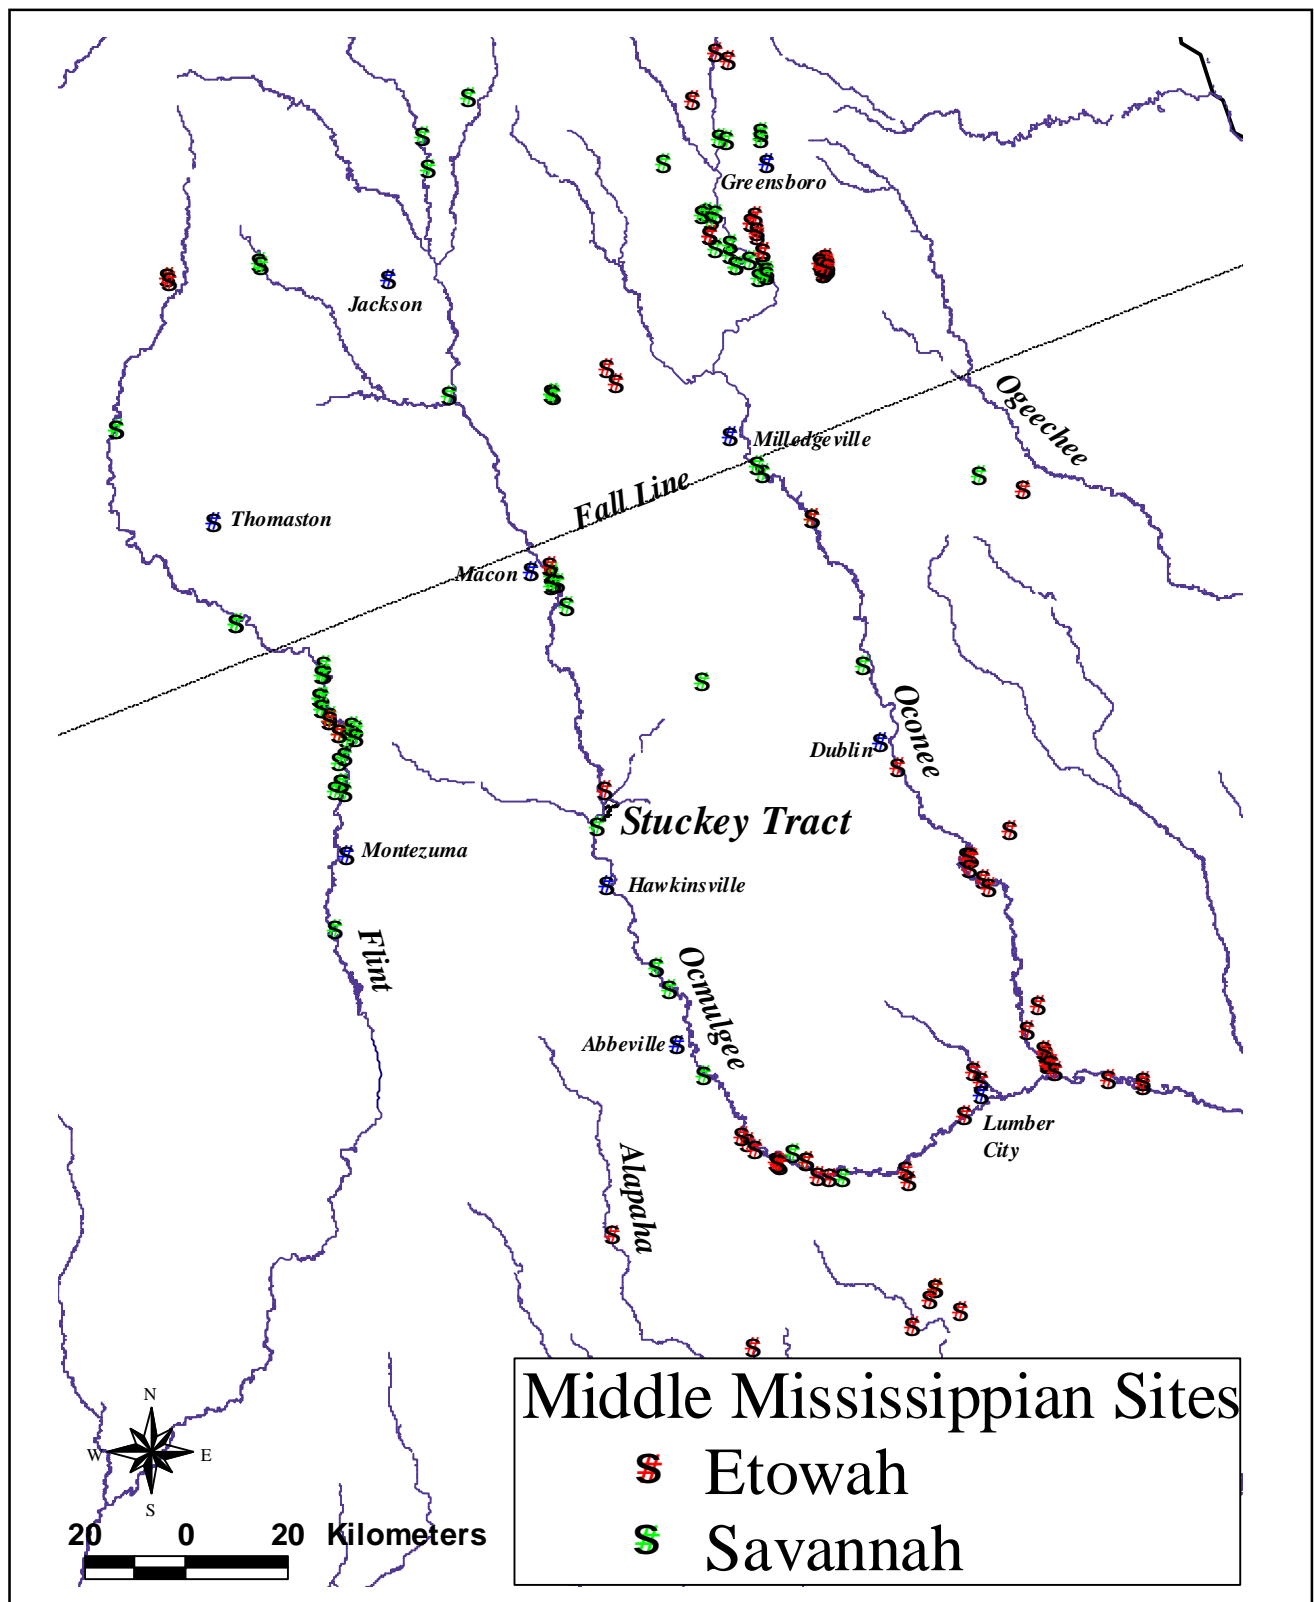 Greensboro
Jackson
Ogeechee
Milledgeville
Fall Line
Thomaston
Macon
Oconee
Dublin
Stuckey Tract
Montezuma
Hawkinsville
Flint
Ocmulgee
Abbeville
Lumber
City
Alapaha
Middle Mississippian Sites
Etowah
Savannah
N
W E
S
20 0 20 Kilometers